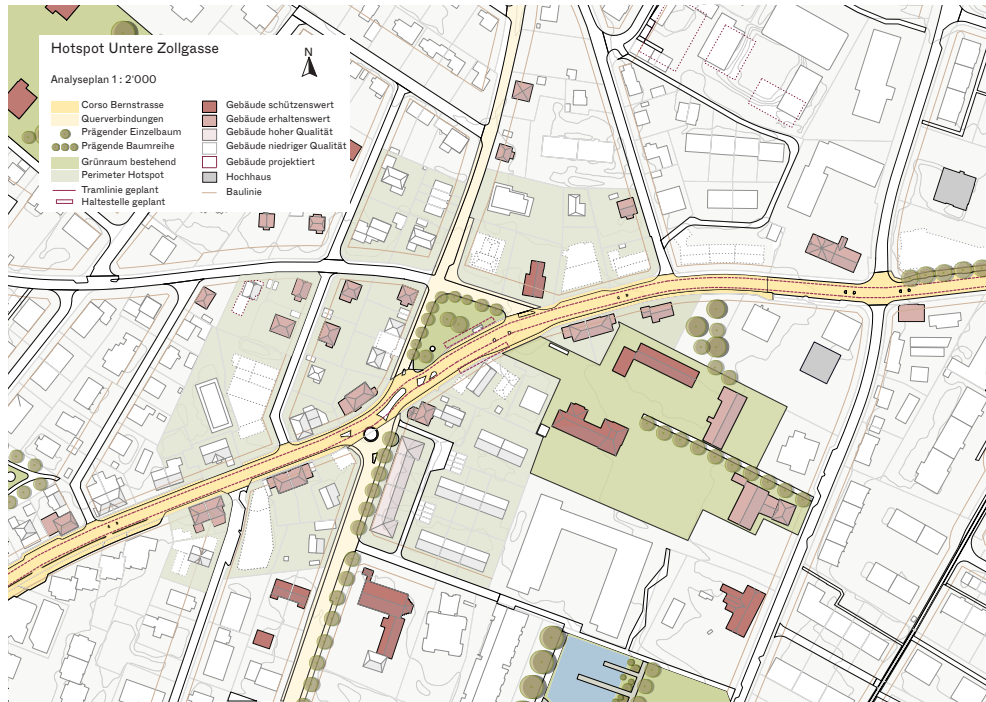 Hotspot Untere Zollgasse
N
Analyseplan 1 : 2'000
Corso Bernstrasse
Querverbindungen
Prägender Einzelbaum
Prägende Baumreihe
Grünraum bestehend
Perimeter Hotspot
Tramlinie geplant
Haltestelle geplant
Gebäude schützenswert
Gebäude erhaltenswert
Gebäude hoher Qualität
Gebäude niedriger Qualität
Gebäude projektiert
Hochhaus
Baulinie